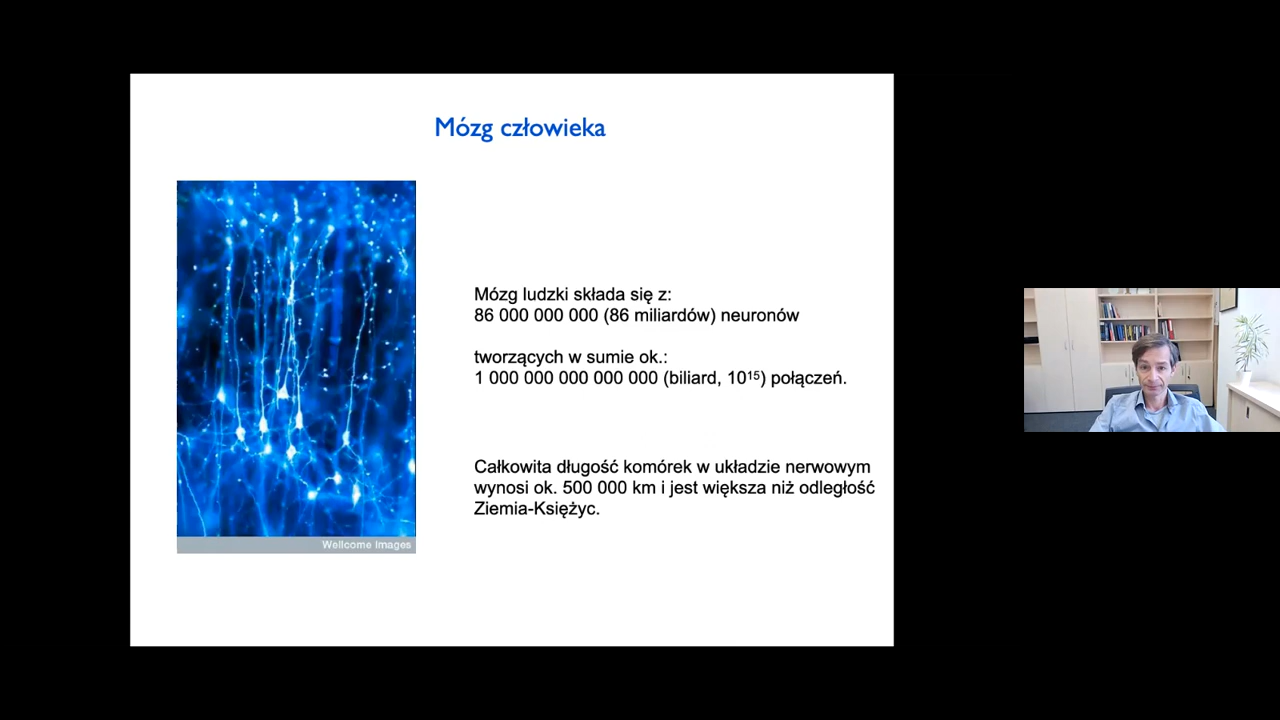 Mózg człowieka
Mózg ludzki składa się z:
86 000 000 000 (86 miliardów) neuronów
tworzących w sumie ok.:
1 000 000 000 000 000 (biliard, 10¹⁵) połączeń.
Całkowita długość komórek w układzie nerwowym
wynosi ok. 500 000 km i jest większa niż odległość
Ziemia-Księżyc.
Wellcome Images